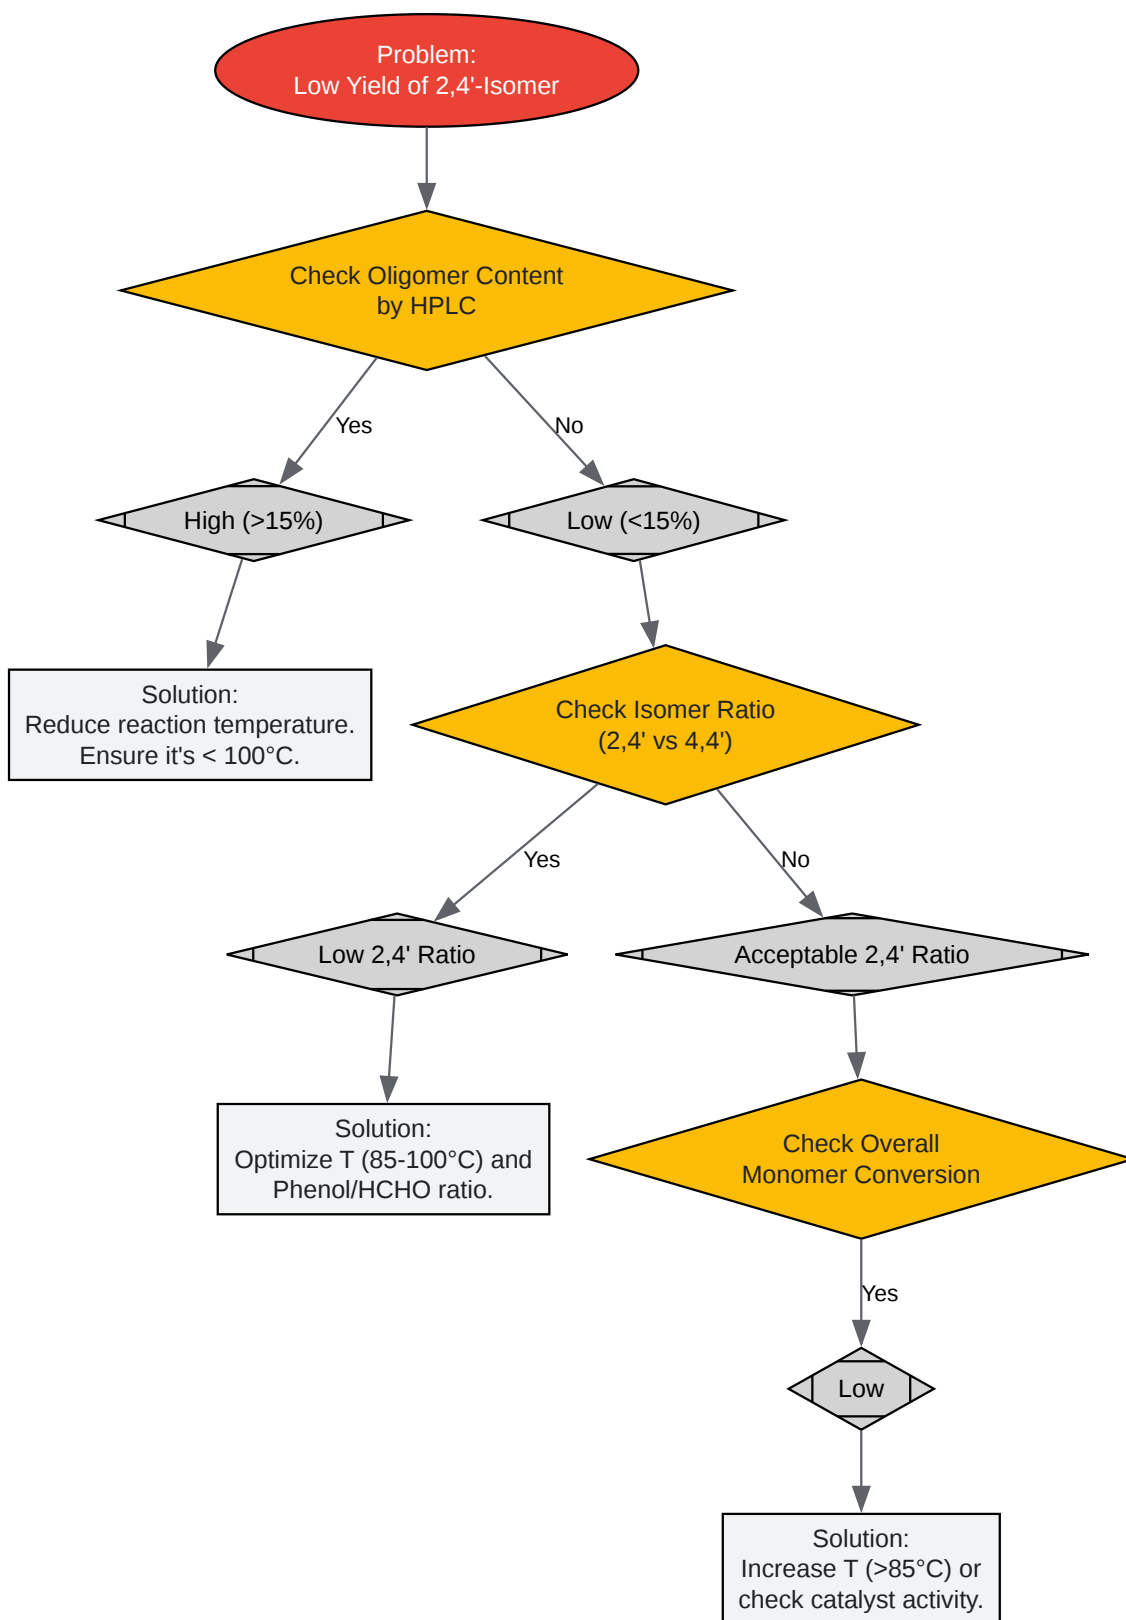 Problem:
Low Yield of 2,4'-Isomer
Check Oligomer Content
by HPLC
Yes
No
High (>15%)
Low (<15%)
Solution:
Reduce reaction temperature.
Ensure it's < 100°C.
Check Isomer Ratio
(2,4' vs 4,4')
Yes
No
Low 2,4' Ratio
Acceptable 2,4' Ratio
Solution:
Optimize T (85-100°C) and
Phenol/HCHO ratio.
Check Overall
Monomer Conversion
Yes
Low
Solution:
Increase T (>85°C) or
check catalyst activity.